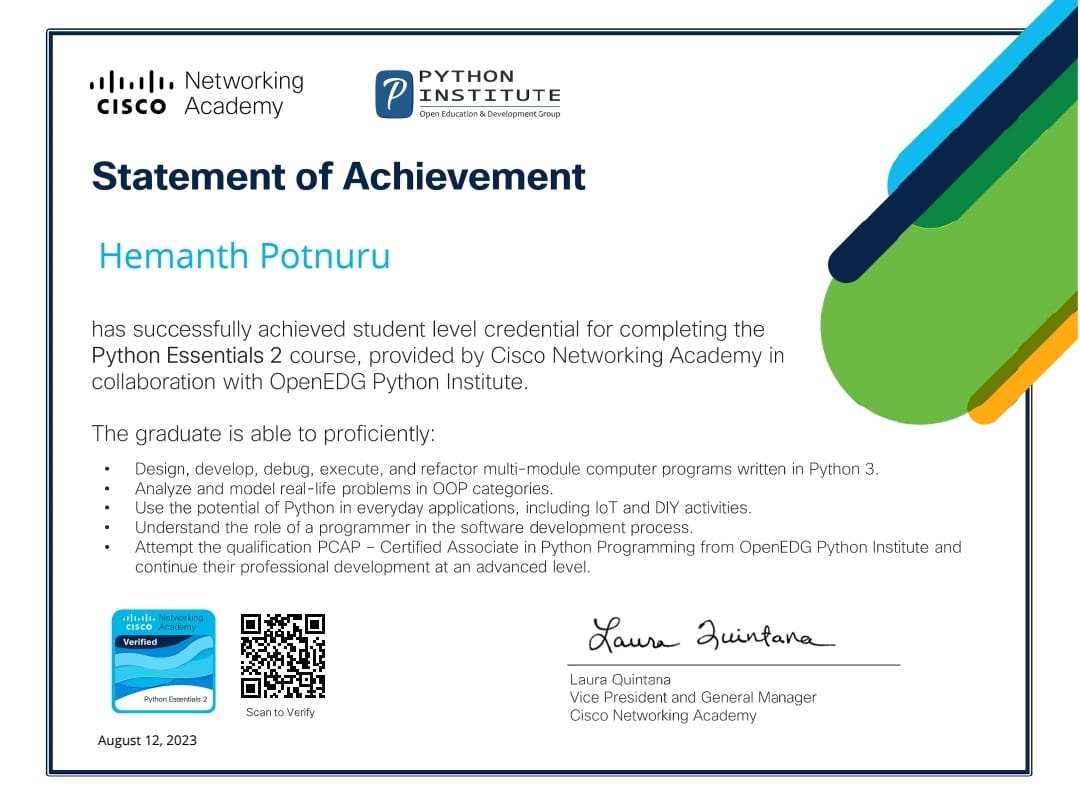 Networking
CISCO Academy
PYTHON
INSTITUTE
Open Education & Development Group
Statement of Achievement
Hemanth Potnuru
has successfully achieved student level credential for completing the
Python Essentials 2 course, provided by Cisco Networking Academy in
collaboration with OpenEDG Python Institute.
The graduate is able to proficiently:
• Design, develop, debug, execute, and refactor multi-module computer programs written in Python 3.
• Analyze and model real-life problems in OOP categories.
• Use the potential of Python in everyday applications, including IoT and DIY activities.
• Understand the role of a programmer in the software development process.
• Attempt the qualification PCAP – Certified Associate in Python Programming from OpenEDG Python Institute and
continue their professional development at an advanced level.
Networking
CISCO Academy
Verified
Python Essentials 2
Scan to Verify
August 12, 2023
Laura Quintana
Laura Quintana
Vice President and General Manager
Cisco Networking Academy